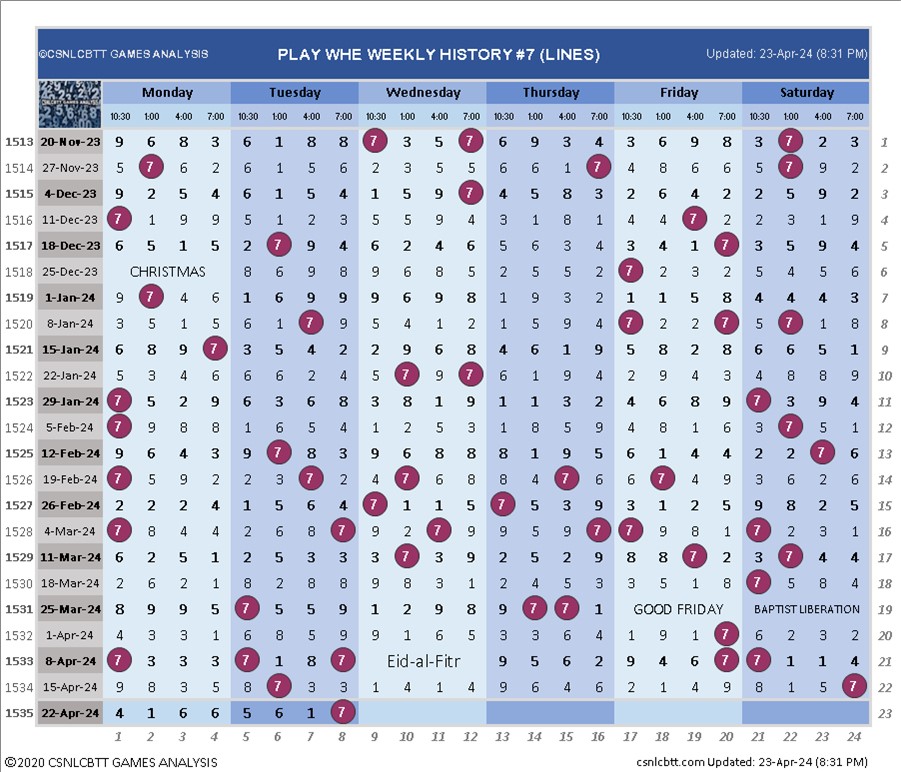 ©CSNLCBTT GAMES ANALYSIS PLAY WHE WEEKLY HISTORY #7 (LINES) Updated: 23-Apr-24 (8:31 PM)
Monday Tuesday Wednesday Thursday Friday Saturday
10:30 1:00 4:00 7:00 10:30 1:00 4:00 7:00 10:30 1:00 4:00 7:00 10:30 1:00 4:00 7:00 10:30 1:00 4:00 7:00 10:30 1:00 4:00 7:00
1513 20-Nov-23 9 6 8 3 6 1 8 8 7 3 5 7 6 9 3 4 3 6 9 8 3 7 2 3 1
1514 27-Nov-23 5 7 6 2 6 1 5 6 2 3 5 5 6 6 1 7 4 8 6 6 5 7 9 2 2
1515 4-Dec-23 9 2 5 4 6 1 5 4 1 5 9 7 4 5 8 3 2 6 4 2 2 5 9 2 3
1516 11-Dec-23 7 1 9 9 5 1 2 3 5 5 9 4 3 1 8 1 4 4 7 2 2 3 1 9 4
1517 18-Dec-23 6 5 1 5 2 7 9 4 6 2 4 6 5 6 3 4 3 4 1 7 3 5 9 4 5
1518 25-Dec-23 CHRISTMAS 8 6 9 8 9 6 8 5 2 5 5 2 7 2 3 2 5 4 5 6 6
1519 1-Jan-24 9 7 4 6 1 6 9 9 9 6 9 8 1 9 3 2 1 1 5 8 4 4 4 3 7
1520 8-Jan-24 3 5 1 5 6 1 7 9 5 4 1 2 1 5 9 4 7 2 2 7 5 7 1 8 8
1521 15-Jan-24 6 8 9 7 3 5 4 2 2 9 6 8 4 6 1 9 5 8 2 8 6 6 5 1 9
1522 22-Jan-24 5 3 4 6 6 6 2 4 5 7 9 7 6 1 9 4 2 9 4 3 4 8 8 9 10
1523 29-Jan-24 7 5 2 9 6 3 6 8 3 8 1 9 1 1 3 2 4 6 8 9 7 3 9 4 11
1524 5-Feb-24 7 9 8 8 1 6 5 4 1 2 5 3 1 8 5 9 4 8 1 6 2 7 5 1 12
1525 12-Feb-24 9 6 4 3 9 7 8 3 9 6 8 8 8 1 9 5 6 1 4 4 2 2 7 6 13
1526 19-Feb-24 7 5 9 2 2 3 7 2 4 7 6 8 8 4 7 6 8 7 4 9 3 6 2 6 14
1527 26-Feb-24 2 2 2 4 1 5 6 4 7 1 1 5 7 5 3 9 3 1 2 5 9 8 2 5 15
1528 4-Mar-24 7 8 4 4 2 6 8 7 9 2 7 9 9 5 9 7 7 9 8 1 7 2 3 1 16
1529 11-Mar-24 6 2 5 1 2 5 3 3 3 7 3 9 2 5 2 9 8 8 7 2 3 7 4 4 17
1530 18-Mar-24 2 6 2 1 8 2 8 8 9 8 3 1 2 4 5 3 3 5 1 8 7 5 8 4 18
1531 25-Mar-24 8 9 9 5 7 5 5 9 1 2 9 8 9 7 7 1 GOOD FRIDAY BAPTIST LIBERATION 19
1532 1-Apr-24 4 3 3 1 6 8 5 9 9 1 6 5 3 3 6 4 1 9 1 7 6 2 3 2 20
1533 8-Apr-24 7 3 3 3 7 1 8 7 Eid-al-Fitr 9 5 6 2 9 4 6 7 7 1 1 4 21
1534 15-Apr-24 9 8 3 5 8 7 3 3 1 4 1 4 9 6 4 6 2 1 4 9 8 1 5 7 22
1535 22-Apr-24 4 1 6 6 5 6 1 7 23
1 2 3 4 5 6 7 8 9 10 11 12 13 14 15 16 17 18 19 20 21 22 23 24
©2020 CSNLCBTT GAMES ANALYSIS csnlcbtt.com Updated: 23-Apr-24 (8:31 PM)